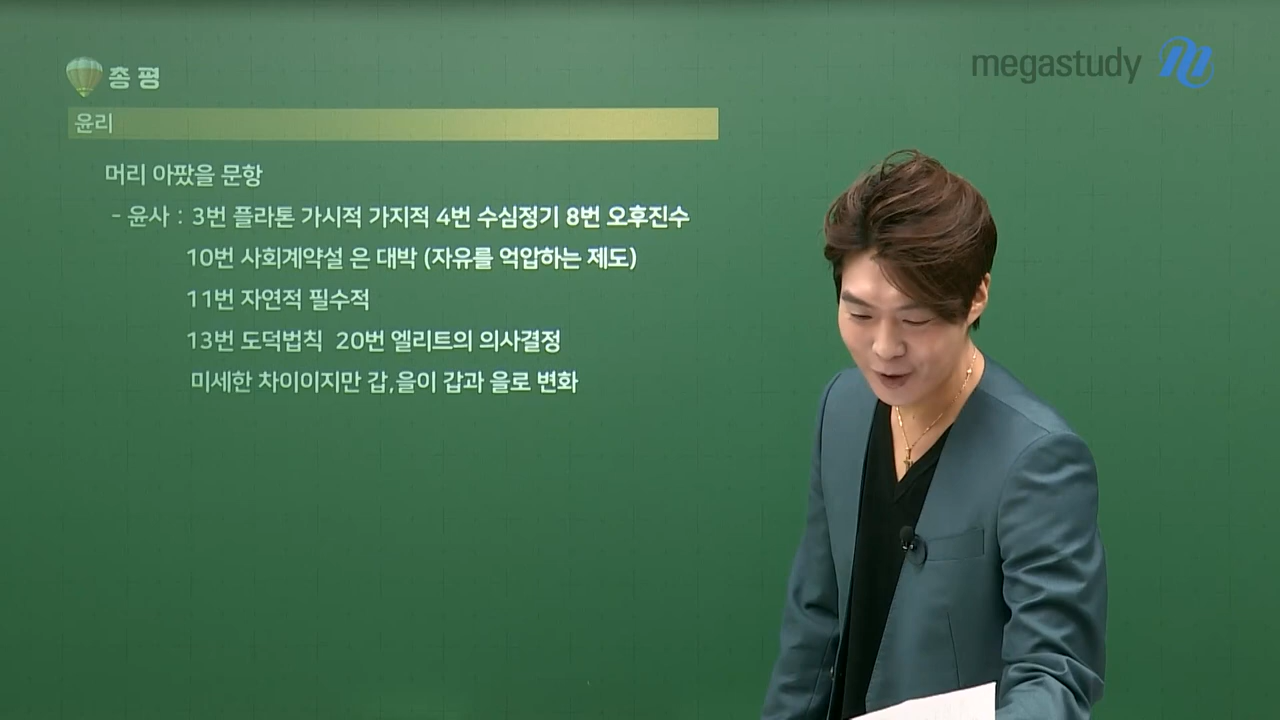 총 평
megastudy
윤리
머리 아팠을 문항
- 윤사 : 3번 플라톤 가시적 가지적 4번 수심정기 8번 오후진수
10번 사회계약설 은 대박 (자유를 억압하는 제도)
11번 자연적 필수적
13번 도덕법칙 20번 엘리트의 의사결정
미세한 차이이지만 갑,을이 갑과 을로 변화